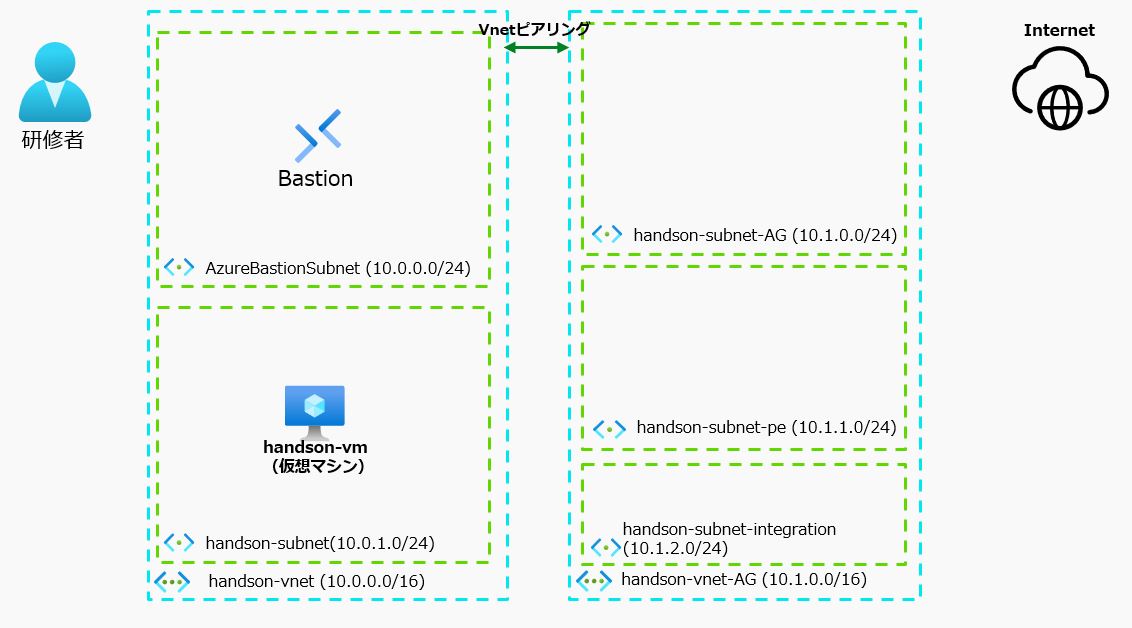 Vnetピアリング
Internet
研修者
Bastion
AzureBastionSubnet (10.0.0.0/24)
handson-vm
（仮想マシン）
handson-subnet(10.0.1.0/24)
handson-vnet (10.0.0.0/16)
handson-subnet-AG (10.1.0.0/24)
handson-subnet-pe (10.1.1.0/24)
handson-subnet-integration
(10.1.2.0/24)
handson-vnet-AG (10.1.0.0/16)